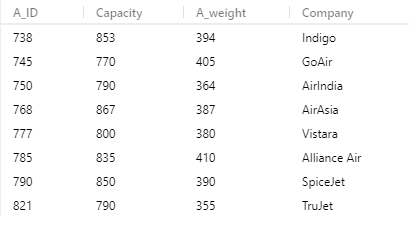 A_ID Capacity A_weight Company
738 853 394 Indigo
745 770 405 GoAir
750 790 364 AirIndia
768 867 387 AirAsia
777 800 380 Vistara
785 835 410 Alliance Air
790 850 390 SpiceJet
821 790 355 TruJet